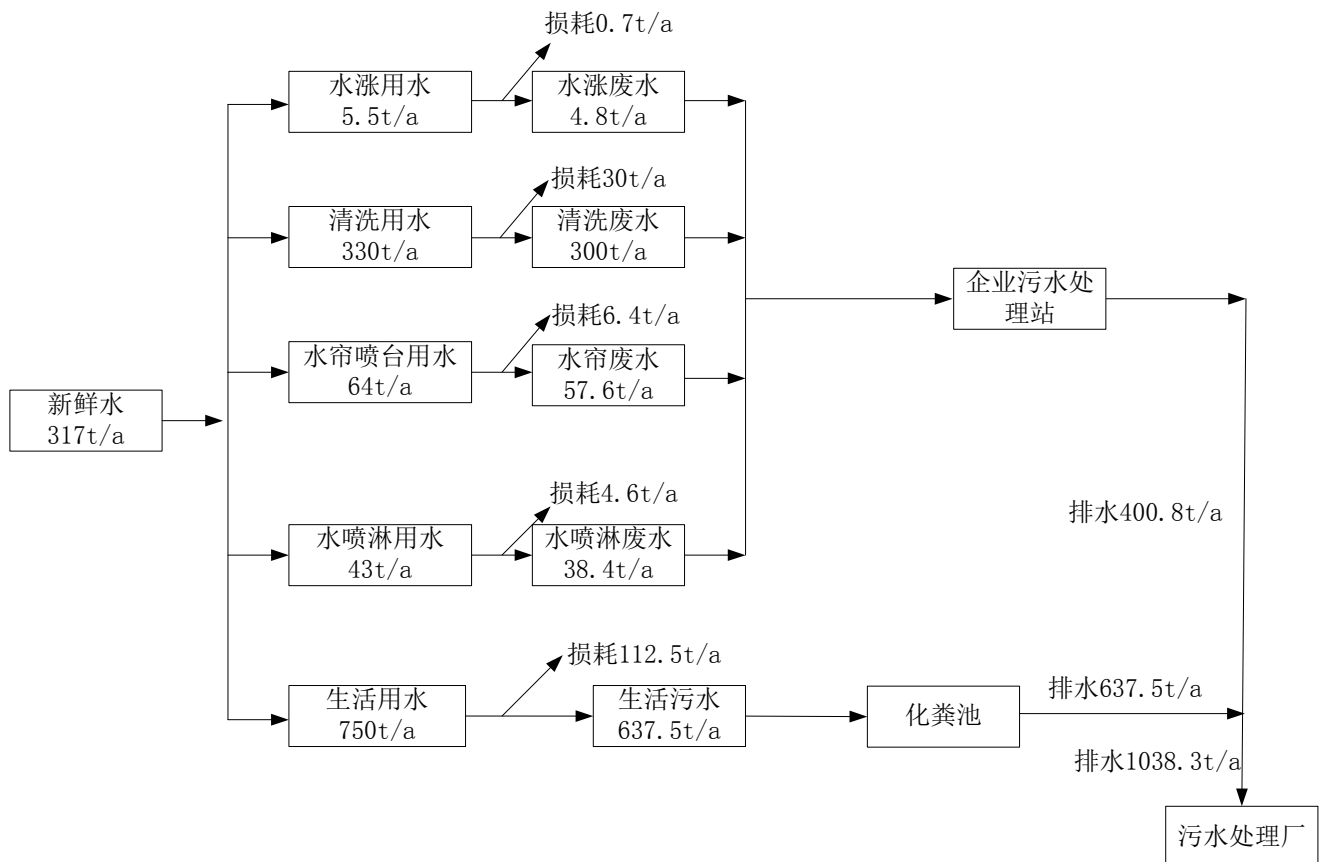 损耗0.7t/a
水涨用水
5.5t/a
水涨废水
4.8t/a
损耗30t/a
清洗用水
330t/a
清洗废水
300t/a
企业污水处
理站
损耗6.4t/a
水帘喷台用水
64t/a
水帘废水
57.6t/a
新鲜水
317t/a
损耗4.6t/a
水喷淋用水
43t/a
水喷淋废水
38.4t/a
排水400.8t/a
损耗112.5t/a
生活用水
750t/a
生活污水
637.5t/a
化粪池
排水637.5t/a
排水1038.3t/a
污水处理厂